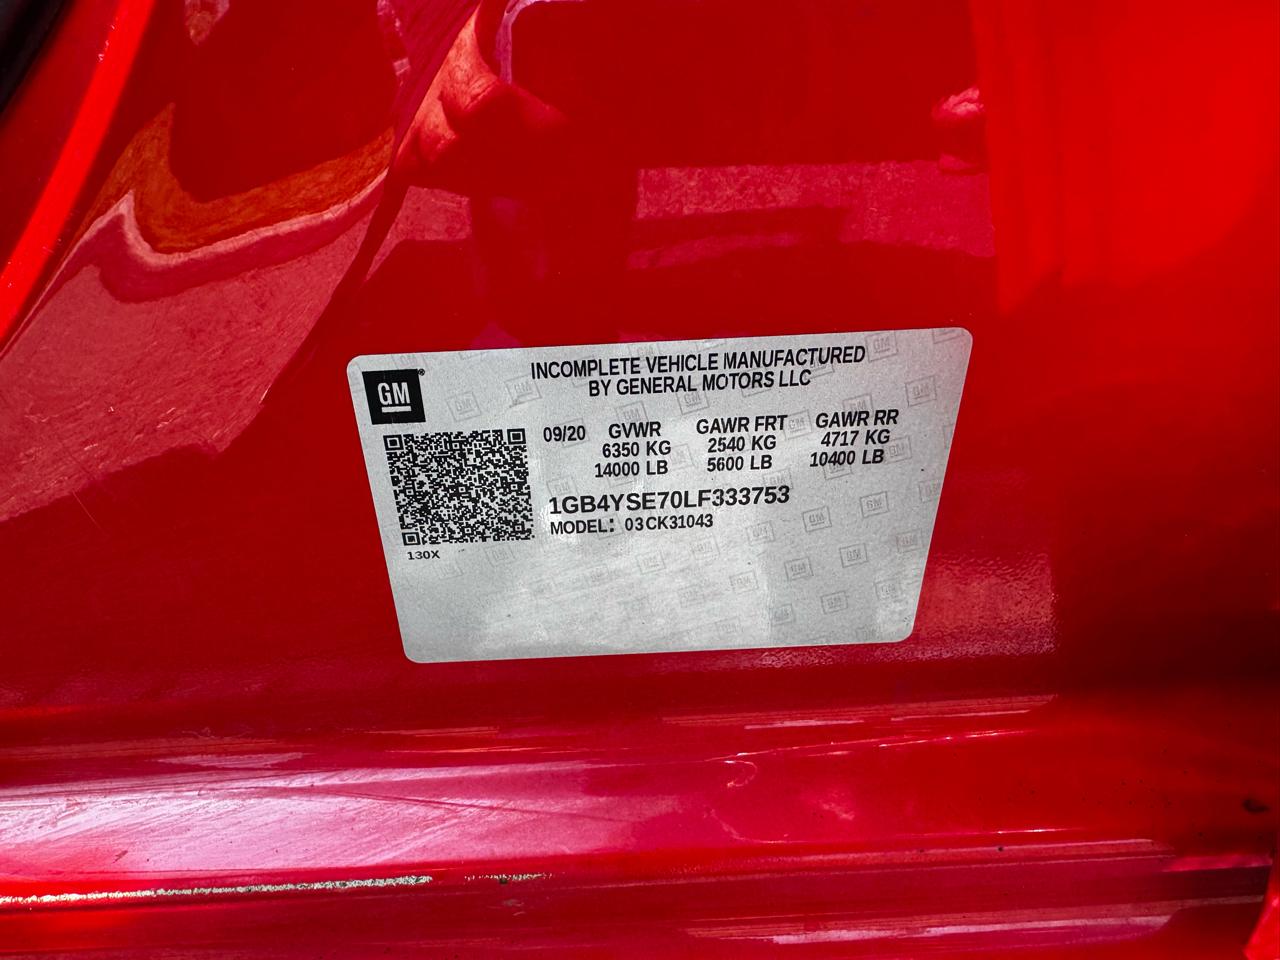 GM®
INCOMPLETE VEHICLE MANUFACTURED
BY GENERAL MOTORS LLC
09/20 GVWR GAWR FRT GAWR RR
6350 KG 2540 KG 4717 KG
14000 LB 5600 LB 10400 LB
1GB4YSE70LF333753
MODEL: 03CK31043
130X